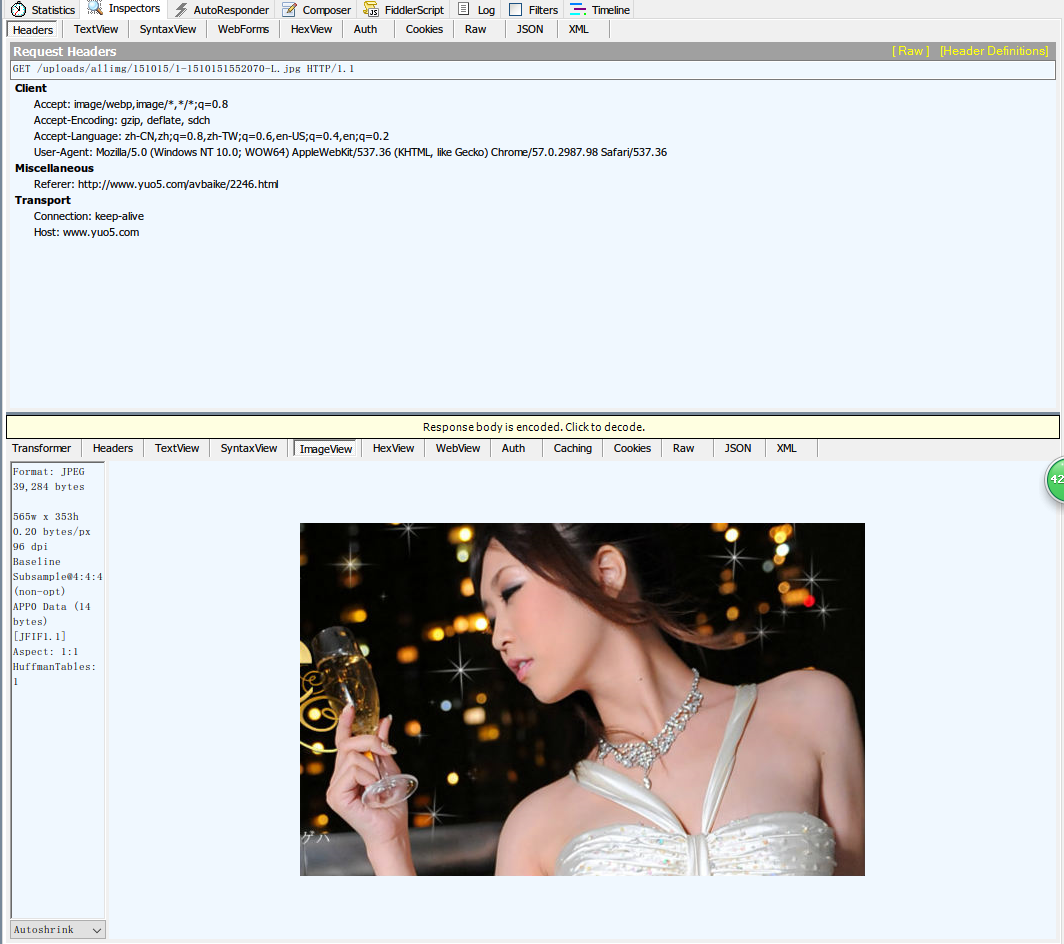 Statistics Inspectors AutoResponder Composer FiddlerScript Log Filters Timeline
Headers TextView SyntaxView WebForms HexView Auth Cookies Raw JSON XML
Request Headers [ Raw ] [Header Definitions]
GET /uploads/allimg/151015/1-1510151552070-L.jpg HTTP/1.1
Client
Accept: image/webp,image/*,*/*;q=0.8
Accept-Encoding: gzip, deflate, sdch
Accept-Language: zh-CN,zh;q=0.8,zh-TW;q=0.6,en-US;q=0.4,en;q=0.2
User-Agent: Mozilla/5.0 (Windows NT 10.0; WOW64) AppleWebKit/537.36 (KHTML, like Gecko) Chrome/57.0.2987.98 Safari/537.36
Miscellaneous
Referer: http://www.yuo5.com/avbaike/2246.html
Transport
Connection: keep-alive
Host: www.yuo5.com
Response body is encoded. Click to decode.
Transformer Headers TextView SyntaxView ImageView HexView WebView Auth Caching Cookies Raw JSON XML
Format: JPEG
39,284 bytes
565w x 353h
0.20 bytes/px
96 dpi
Baseline
Subsample@4:4:4
(non-opt)
APP0 Data (14
bytes)
[JFIF1.1]
Aspect: 1:1
HuffmanTables:
1
42
ゲハ
Autoshrink